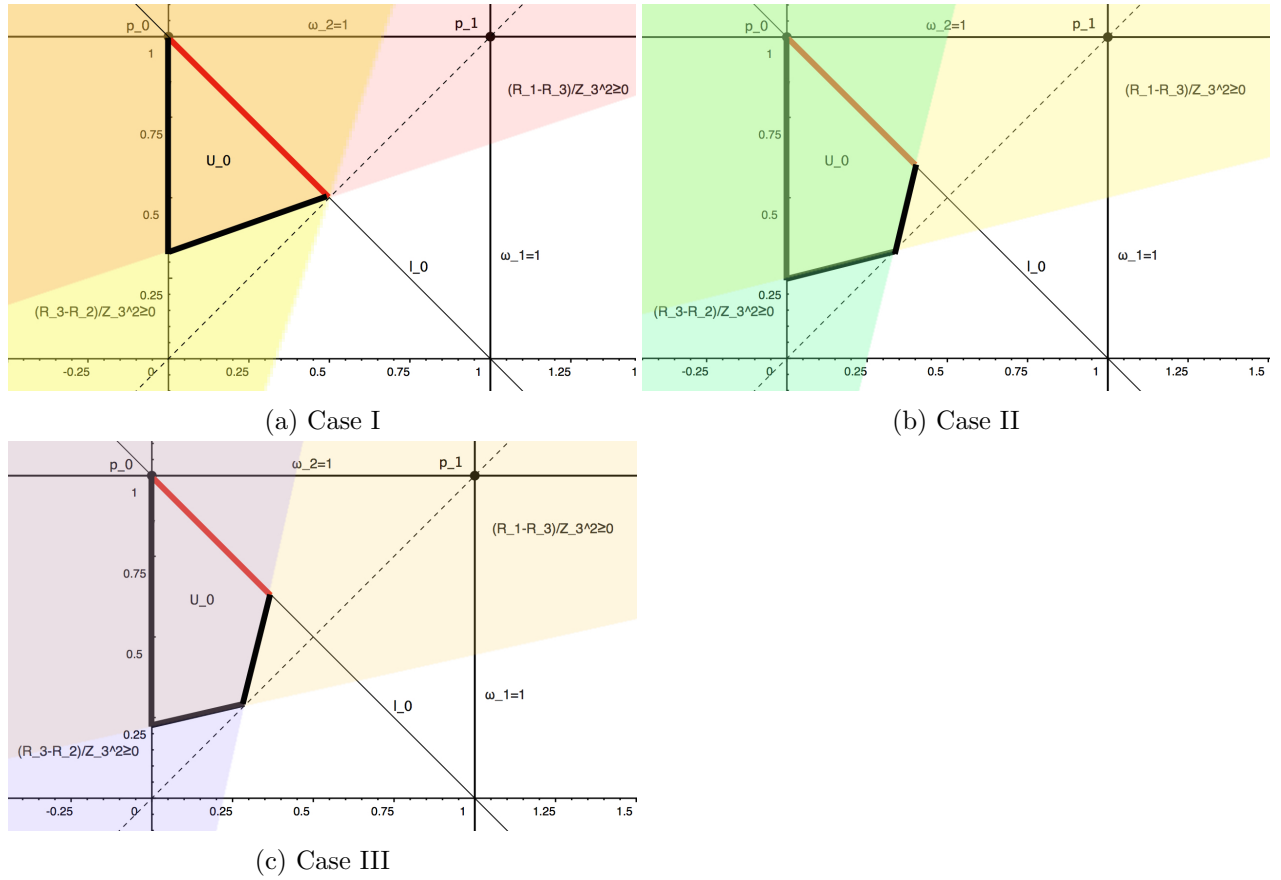 p_0 ω_2=1 p_1
1
(R_1-R_3)/Z_3^2≥0
0.75
U_0
0.5
I_0
ω_1=1
0.25
(R_3-R_2)/Z_3^2≥0
-0.25 0 0.25 0.5 0.75 1 1.25 1
(a) Case I
p_0 ω_2=1 p_1
1
(R_1-R_3)/Z_3^2≥0
0.75
U_0
0.5
I_0
ω_1=1
0.25
(R_3-R_2)/Z_3^2≥0
-0.25 0 0.25 0.5 0.75 1 1.25 1.5
(b) Case II
p_0 ω_2=1 p_1
1
(R_1-R_3)/Z_3^2≥0
0.75
U_0
0.5
I_0
ω_1=1
0.25
(R_3-R_2)/Z_3^2≥0
-0.25 0 0.25 0.5 0.75 1 1.25 1.5
(c) Case III